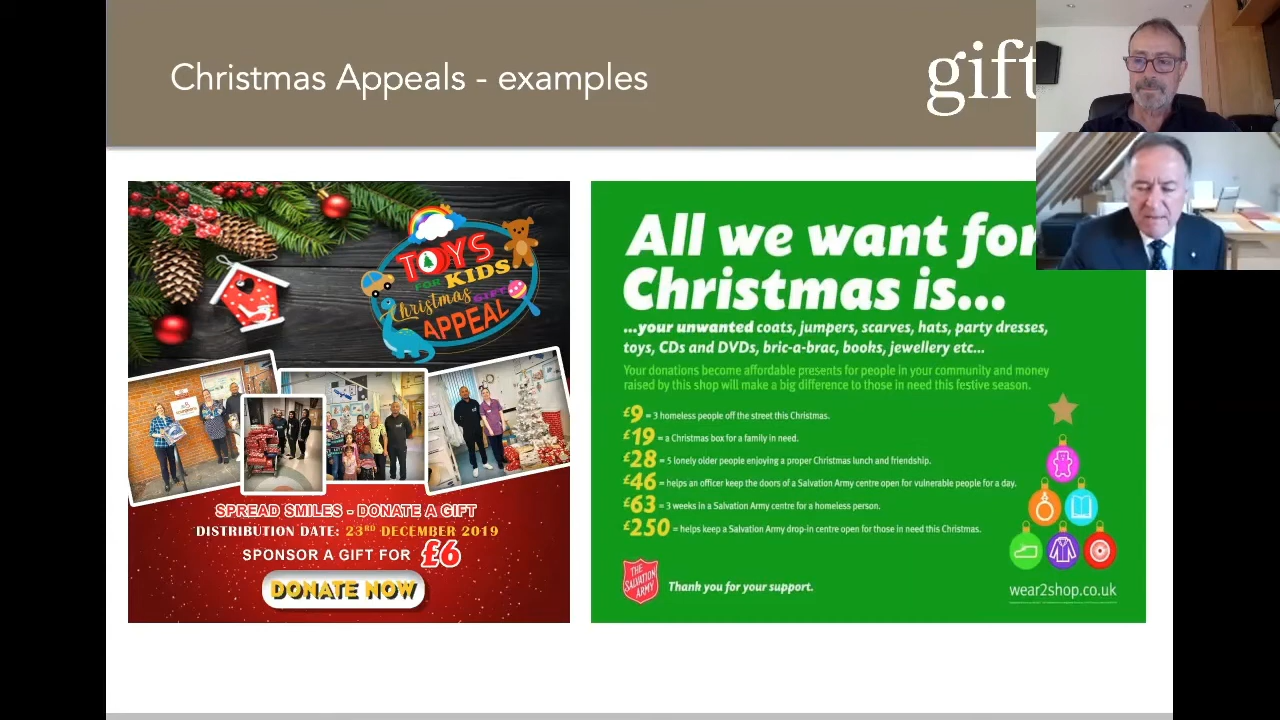 Christmas Appeals - examples
gift
TOYS
FOR KIDS
Christmas GIFT
APPEAL
SPREAD SMILES - DONATE A GIFT
DISTRIBUTION DATE: 23RD DECEMBER 2019
SPONSOR A GIFT FOR £6
DONATE NOW
All we want for
Christmas is...
...your unwanted coats, jumpers, scarves, hats, party dresses,
toys, CDs and DVDs, bric-a-brac, books, jewellery etc...
Your donations become affordable presents for people in your community and money
raised by this shop will make a big difference to those in need this festive season.
£9 = 3 homeless people off the street this Christmas.
£19 = a Christmas box for a family in need.
£28 = 5 lonely older people enjoying a proper Christmas lunch and friendship.
£46 = helps an officer keep the doors of a Salvation Army centre open for vulnerable people for a day.
£63 = 3 weeks in a Salvation Army centre for a homeless person.
£250 = helps keep a Salvation Army drop-in centre open for those in need this Christmas.
THE
SALVATION
ARMY
Thank you for your support.
wear2shop.co.uk